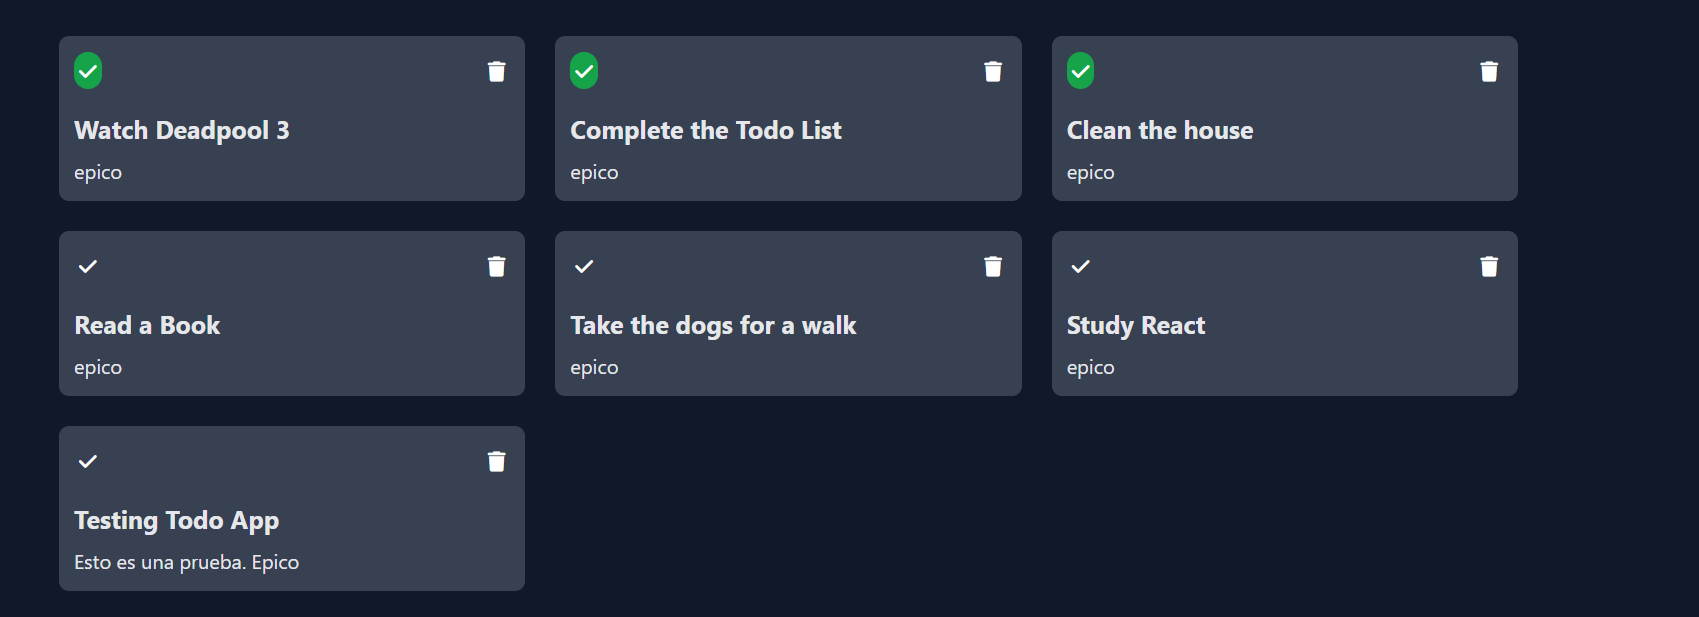 Watch Deadpool 3
epico
Complete the Todo List
epico
Clean the house
epico
Read a Book
epico
Take the dogs for a walk
epico
Study React
epico
Testing Todo App
Esto es una prueba. Epico